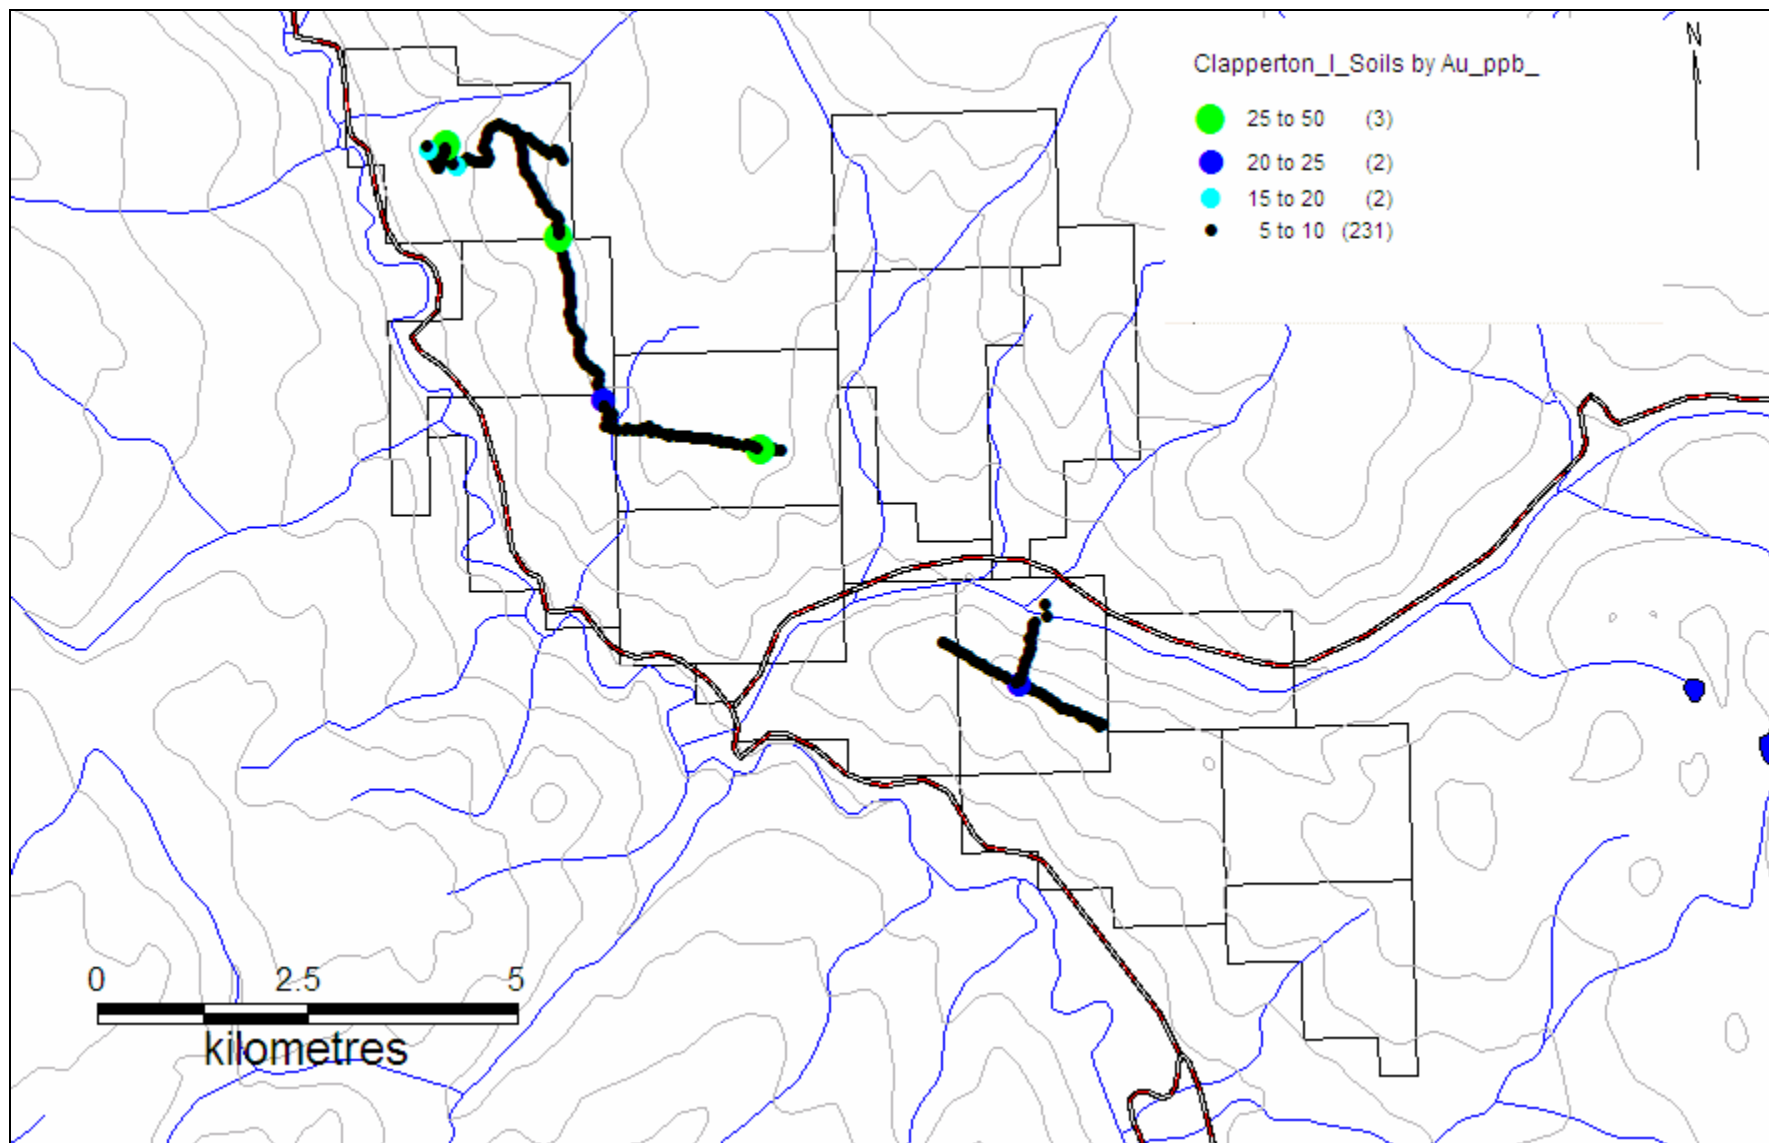 N
Clapperton_I_Soils by Au_ppb_
25 to 50 (3)
20 to 25 (2)
15 to 20 (2)
5 to 10 (231)
0 2.5 5
kilometres